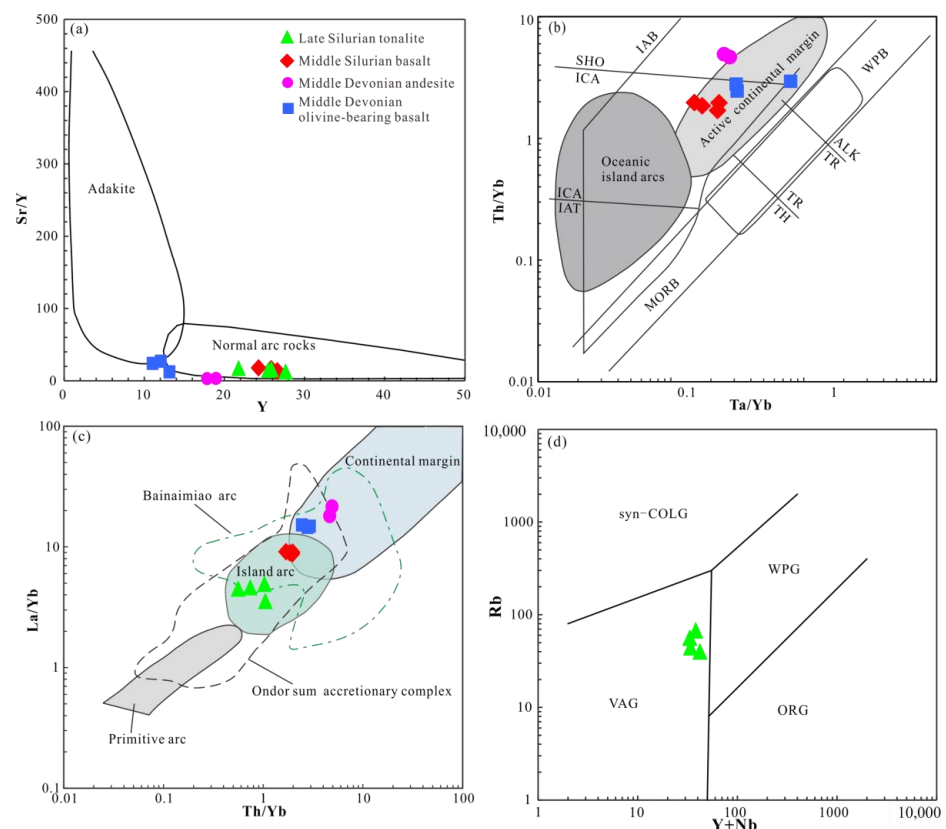 (a)
500
400
300
200
100
0
Sr/Y
0
10
20
30
40
50
Y
Late Silurian tonalite
Middle Silurian basalt
Middle Devonian andesite
Middle Devonian
olivine-bearing basalt
Adakite
Normal arc rocks
(b)
10
1
0.1
0.01
Th/Yb
0.01
0.1
1
10
Ta/Yb
IAB
SHO
ICA
Active continental margin
WPB
Oceanic
island arcs
ICA
IAT
ALK
TR
TR
TH
MORB
(c)
100
10
1
0.1
La/Yb
0.01
0.1
1
10
100
Th/Yb
Continental margin
Bainaimiao arc
Island arc
Ondor sum accretionary complex
Primitive arc
(d)
10,000
1000
100
10
1
Rb
1
10
100
1000
10,000
Y+Nb
syn-COLG
WPG
VAG
ORG